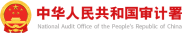 中华人民共和国审计署
National Audit Office of the People's Republic of China